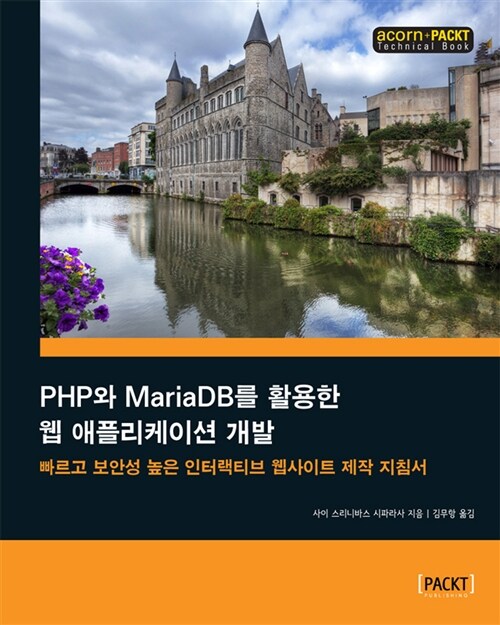 acorn+PACKT
Technical Book
PHP와 MariaDB를 활용한
웹 애플리케이션 개발
빠르고 보안성 높은 인터랙티브 웹사이트 제작 지침서
사이 스리니바스 시파라사 지음 | 김무항 옮김
[PACKT]
PUBLISHING